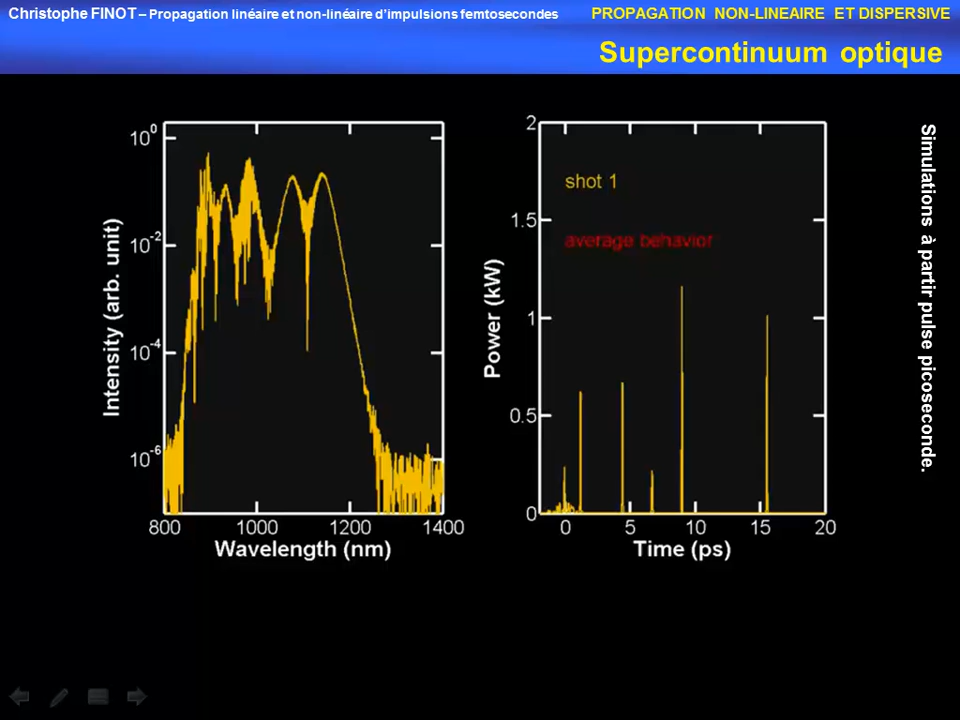 Christophe FINOT – Propagation linéaire et non-linéaire d'impulsions femtosecondes
PROPAGATION NON-LINEAIRE ET DISPERSIVE
Supercontinuum optique
Intensity (arb. unit)
10^0
10^-2
10^-4
10^-6
800 1000 1200 1400
Wavelength (nm)
Power (kW)
2
1.5
1
0.5
0
shot 1
average behavior
0 5 10 15 20
Time (ps)
Simulations à partir pulse picoseconde.